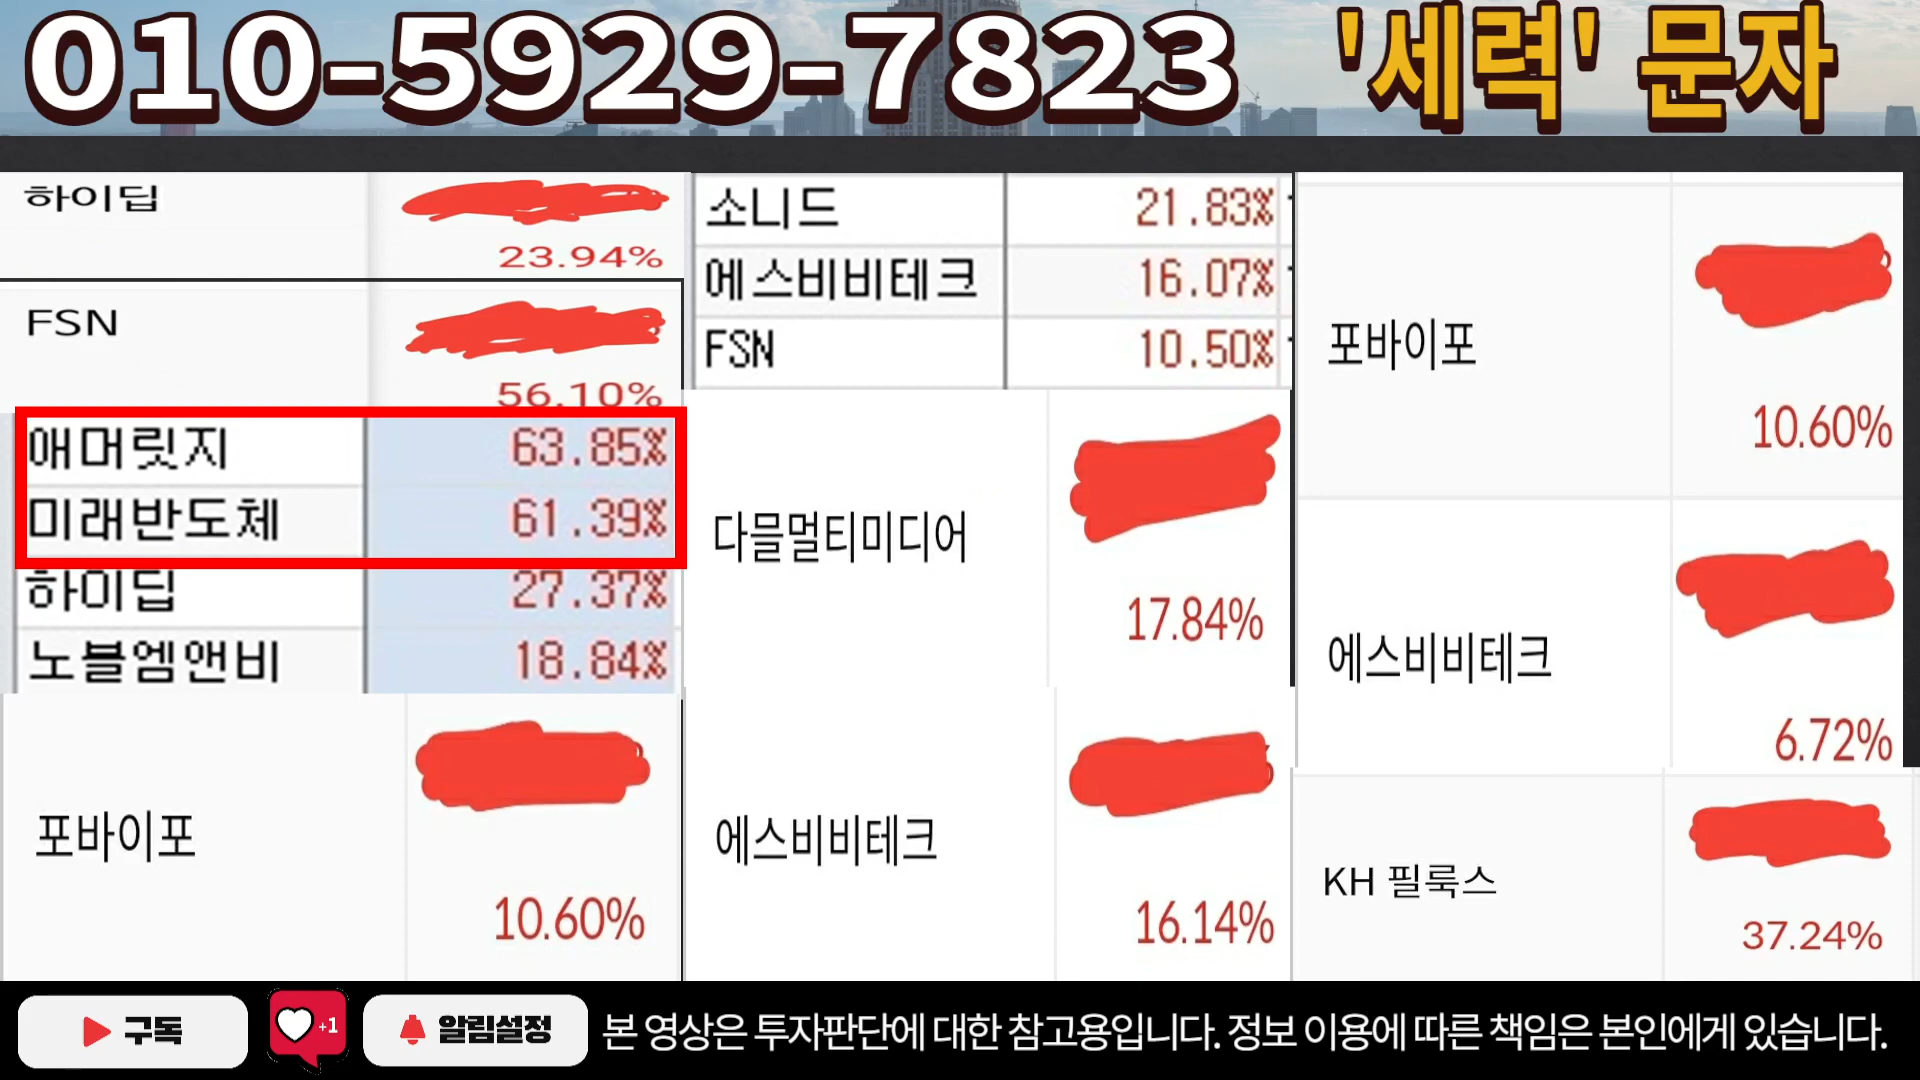 010-5929-7823 '세력' 문자
하이딥
23.94%
FSN
56.10%
애머릿지 63.85%
미래반도체 61.39%
하이딥 27.37%
노블엠앤비 18.84%
포바이포
10.60%
소니드 21.83%
에스비비테크 16.07%
FSN 10.50%
다믈멀티미디어
17.84%
에스비비테크
16.14%
포바이포
10.60%
에스비비테크
6.72%
KH 필룩스
37.24%
구독 +1 알림설정 본 영상은 투자판단에 대한 참고용입니다. 정보 이용에 따른 책임은 본인에게 있습니다.